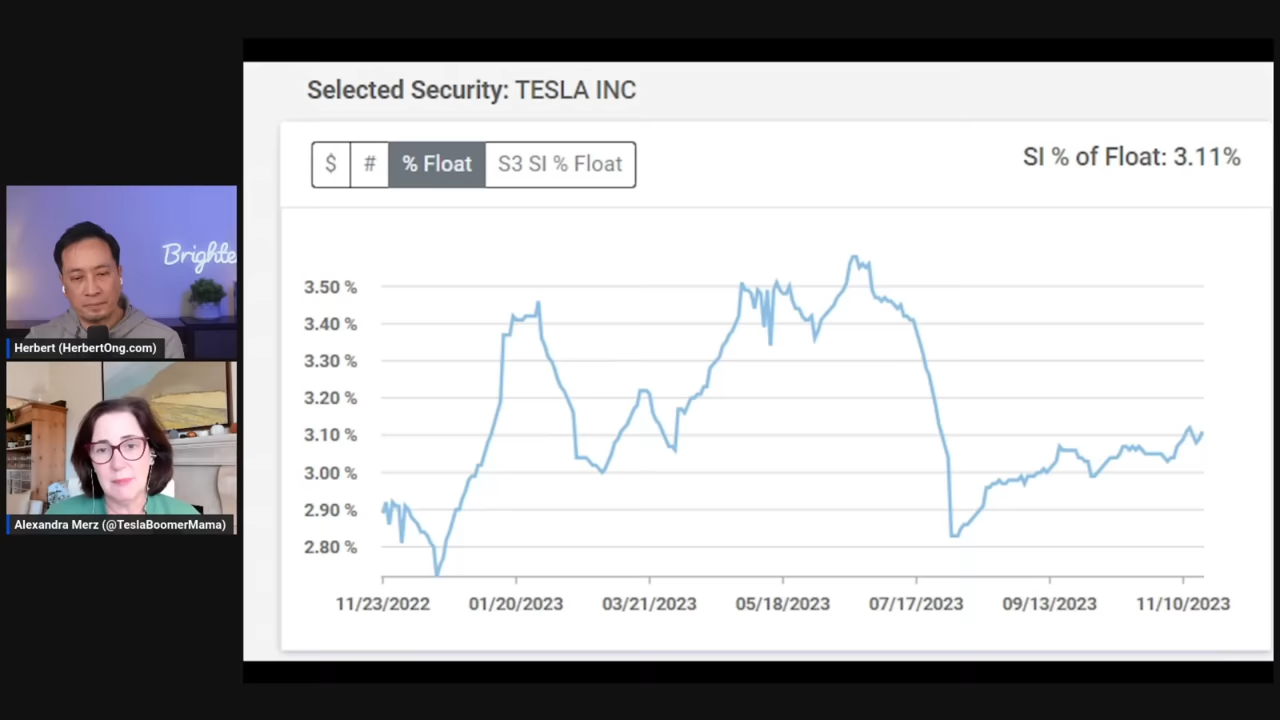 Selected Security: TESLA INC
$ # % Float S3 SI % Float
SI % of Float: 3.11%
3.50 %
3.40 %
3.30 %
3.20 %
3.10 %
3.00 %
2.90 %
2.80 %
11/23/2022 01/20/2023 03/21/2023 05/18/2023 07/17/2023 09/13/2023 11/10/2023
Brighte
Herbert (HerbertOng.com)
Alexandra Merz (@TeslaBoomerMama)